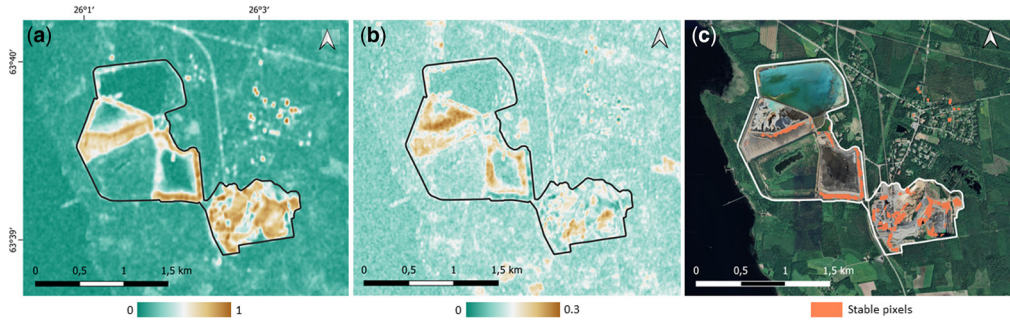 26°1′ 26°3′
(a) (b) (c)
63°40′
63°39′
0 0,5 1 1,5 km 0 0,5 1 1,5 km 0 0,5 1 1,5 km
0 1 0 0.3 Stable pixels